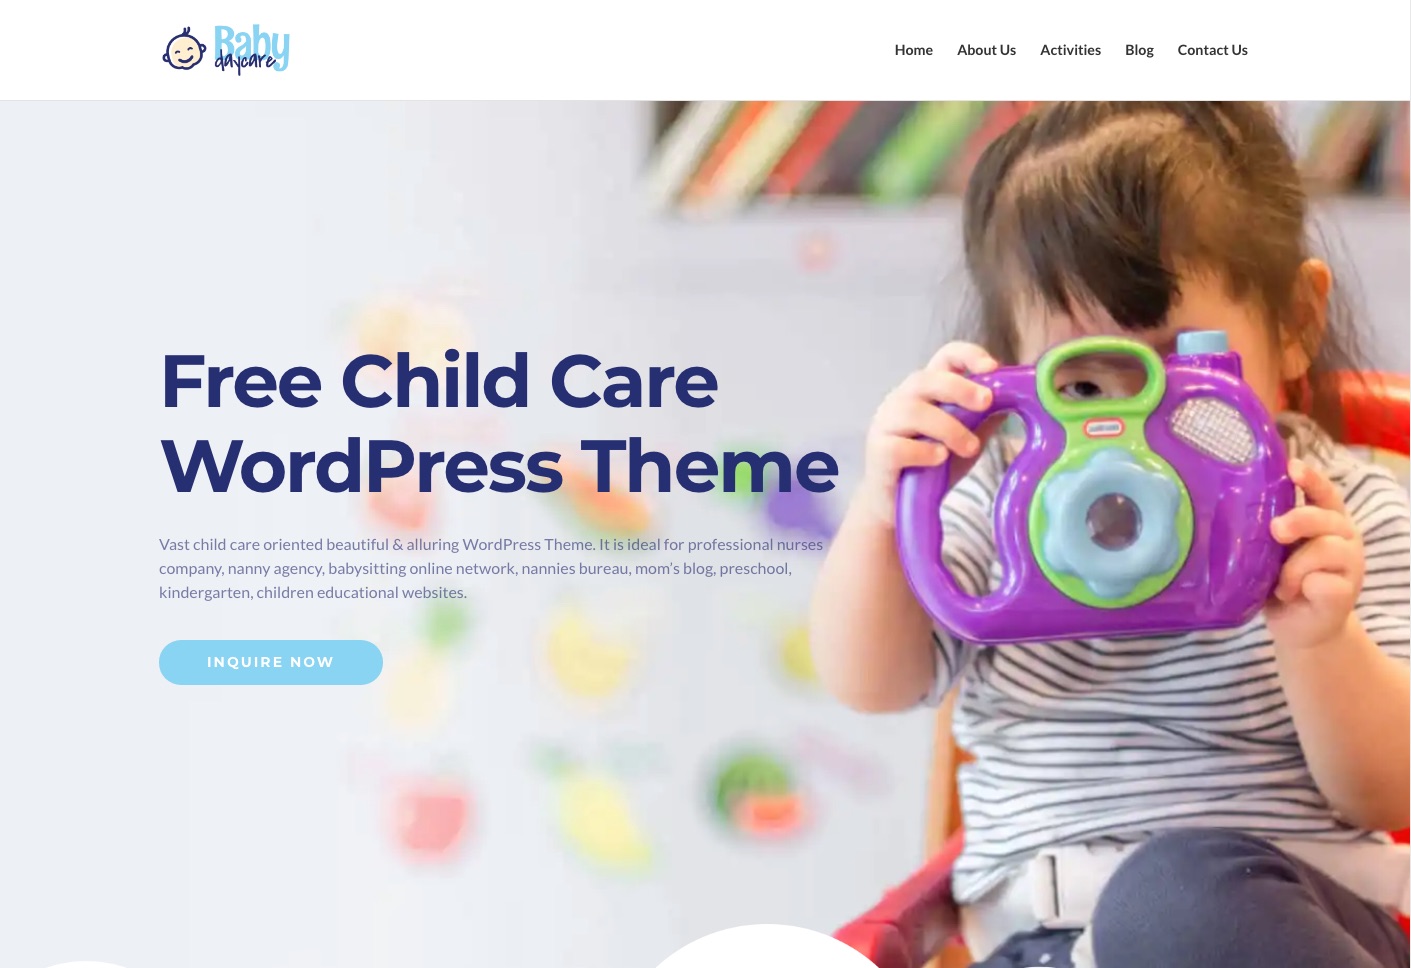 Baby
daycare
Home About Us Activities Blog Contact Us
Free Child Care
WordPress Theme
Vast child care oriented beautiful & alluring WordPress Theme. It is ideal for professional nurses
company, nanny agency, babysitting online network, nannies bureau, mom’s blog, preschool,
kindergarten, children educational websites.
INQUIRE NOW